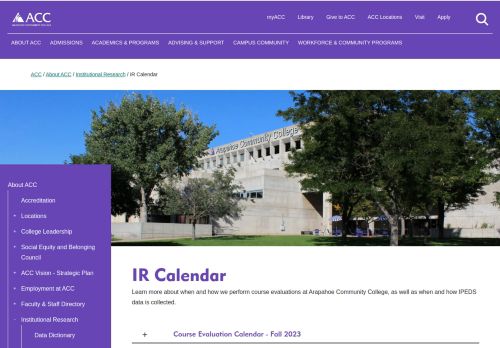 ACC
myACC Library Give to ACC ACC Locations Visit Apply
ABOUT ACC ADMISSIONS ACADEMICS & PROGRAMS ADVISING & SUPPORT CAMPUS COMMUNITY WORKFORCE & COMMUNITY PROGRAMS
ACC / About ACC / Institutional Research / IR Calendar
Arapahoe Community College
About ACC
Accreditation
+ Locations
+ College Leadership
+ Social Equity and Belonging
Council
+ ACC Vision - Strategic Plan
+ Employment at ACC
+ Faculty & Staff Directory
- Institutional Research
Data Dictionary
IR Calendar
Learn more about when and how we perform course evaluations at Arapahoe Community College, as well as when and how IPEDS
data is collected.
+ Course Evaluation Calendar - Fall 2023